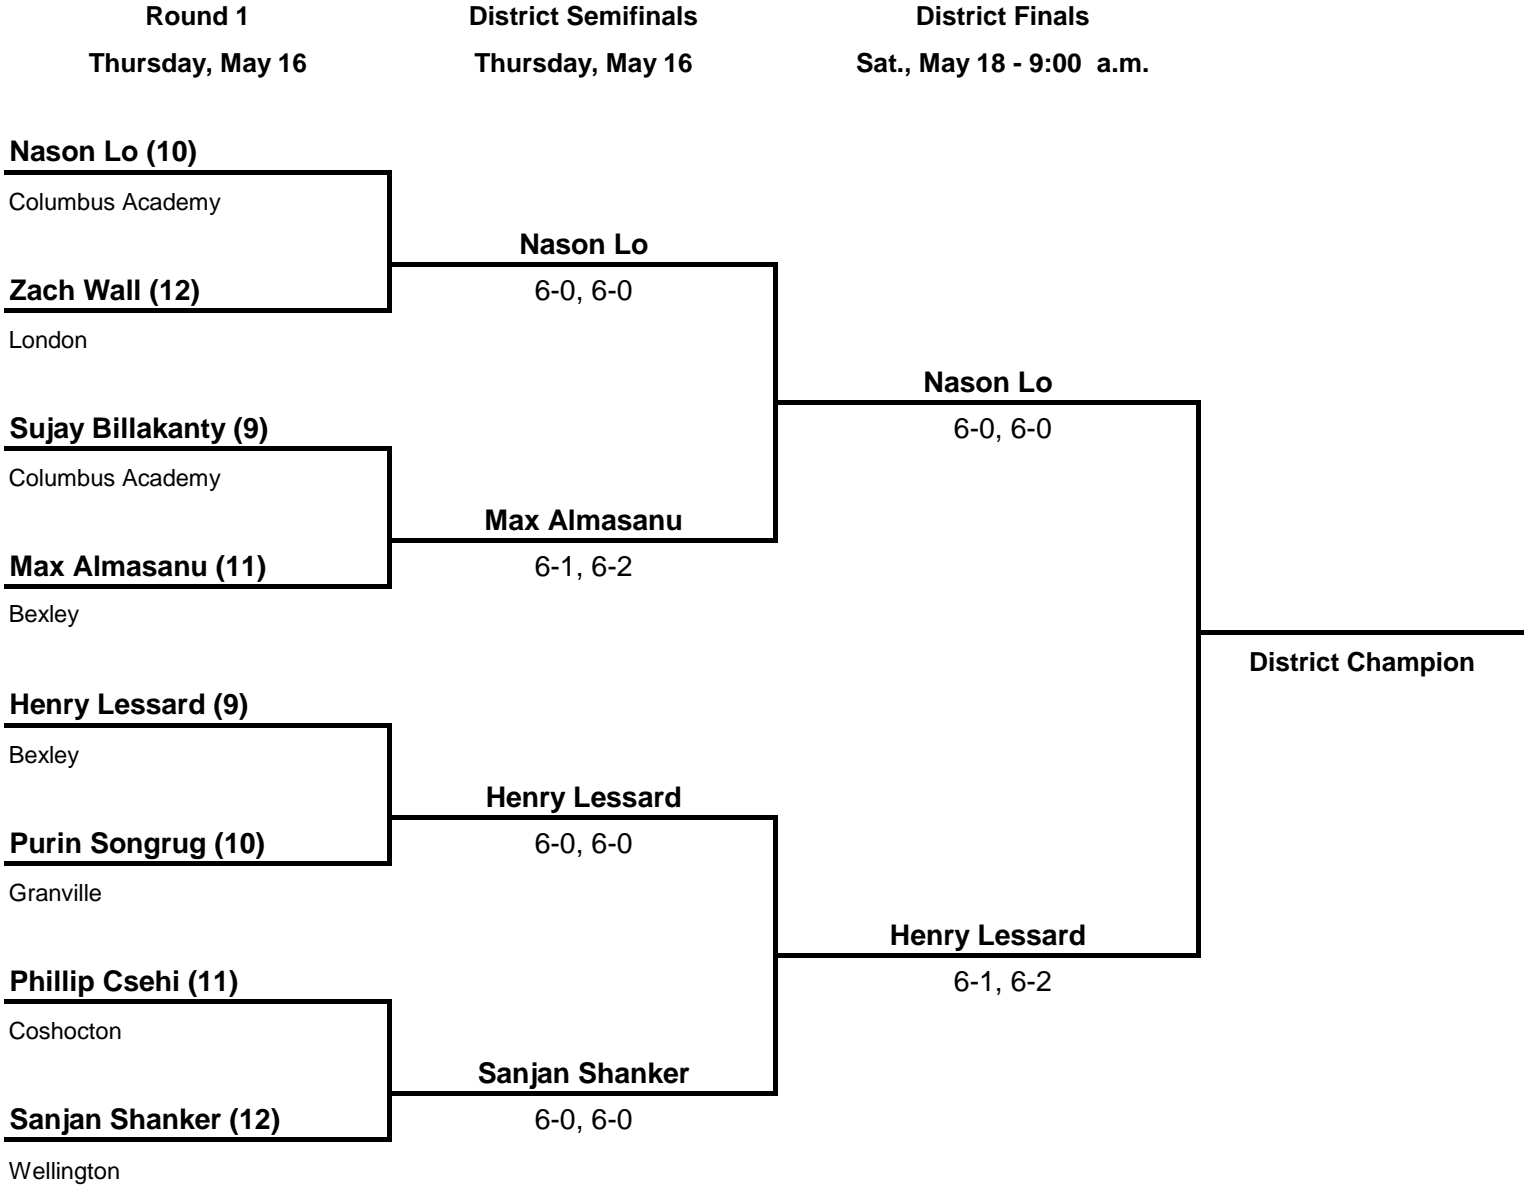 Round 1
District Semifinals
District Finals
Thursday, May 16
Thursday, May 16
Sat., May 18 - 9:00  a.m.
Nason Lo (10)
Columbus Academy
Nason Lo
Zach Wall (12)
6-0, 6-0
London
Nason Lo
Sujay Billakanty (9)
6-0, 6-0
Columbus Academy
Max Almasanu
Max Almasanu (11)
6-1, 6-2
Bexley
District Champion
Henry Lessard (9)
Bexley
Henry Lessard
Purin Songrug (10)
6-0, 6-0
Granville
Henry Lessard
Phillip Csehi (11)
6-1, 6-2
Coshocton
Sanjan Shanker
Sanjan Shanker (12)
6-0, 6-0
Wellington